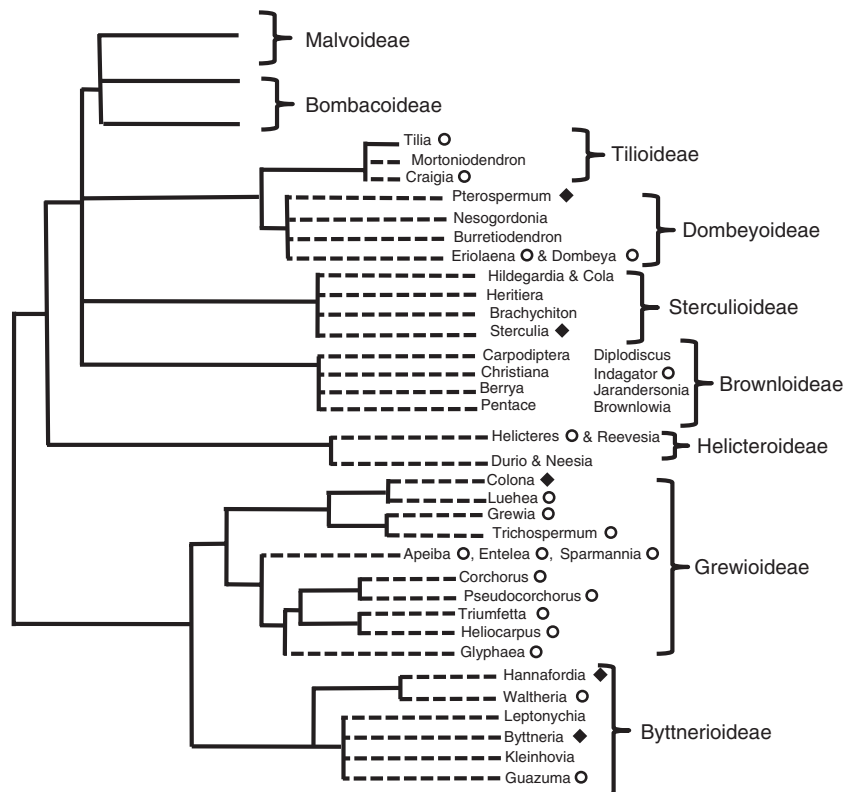 Malvoideae
Bombacoideae
Tilia
Mortoniodendron
Craigia
Tilioideae
Pterospermum
Nesogordonia
Burretiodendron
Eriolaena & Dombeya
Dombeyoideae
Hildegardia & Cola
Heritiera
Brachychiton
Sterculia
Sterculioideae
Carpodiptera Diplodiscus
Christiana Indagator
Berrya Jarandersonia
Pentace Brownlowia
Brownloideae
Helicteres & Reevesia
Durio & Neesia
Helicteroideae
Colona
Luehea
Grewia
Trichospermum
Apeiba , Entelea , Sparmannia
Corchorus
Pseudocorchorus
Triumfetta
Heliocarpus
Glyphaea
Grewioideae
Hannafordia
Waltheria
Leptonychia
Byttneria
Kleinhovia
Guazuma
Byttnerioideae